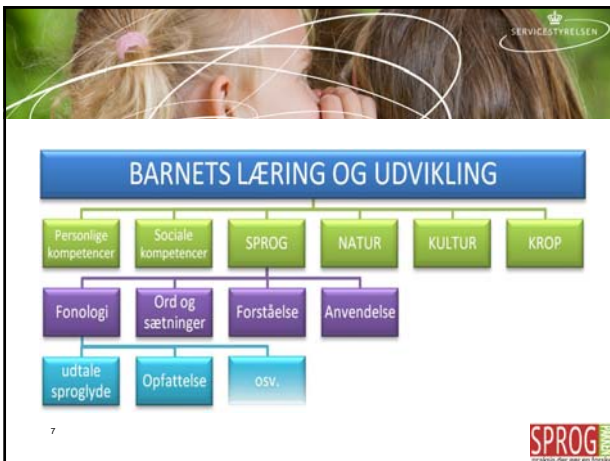 SERVICESTYRELSEN
BARNETS LÆRING OG UDVIKLING
Personlige
kompetencer
Sociale
kompetencer
SPROG
NATUR
KULTUR
KROP
Fonologi
Ord og
sætninger
Forståelse
Anvendelse
udtale
sproglyde
Opfattelse
osv.
7
SPROG